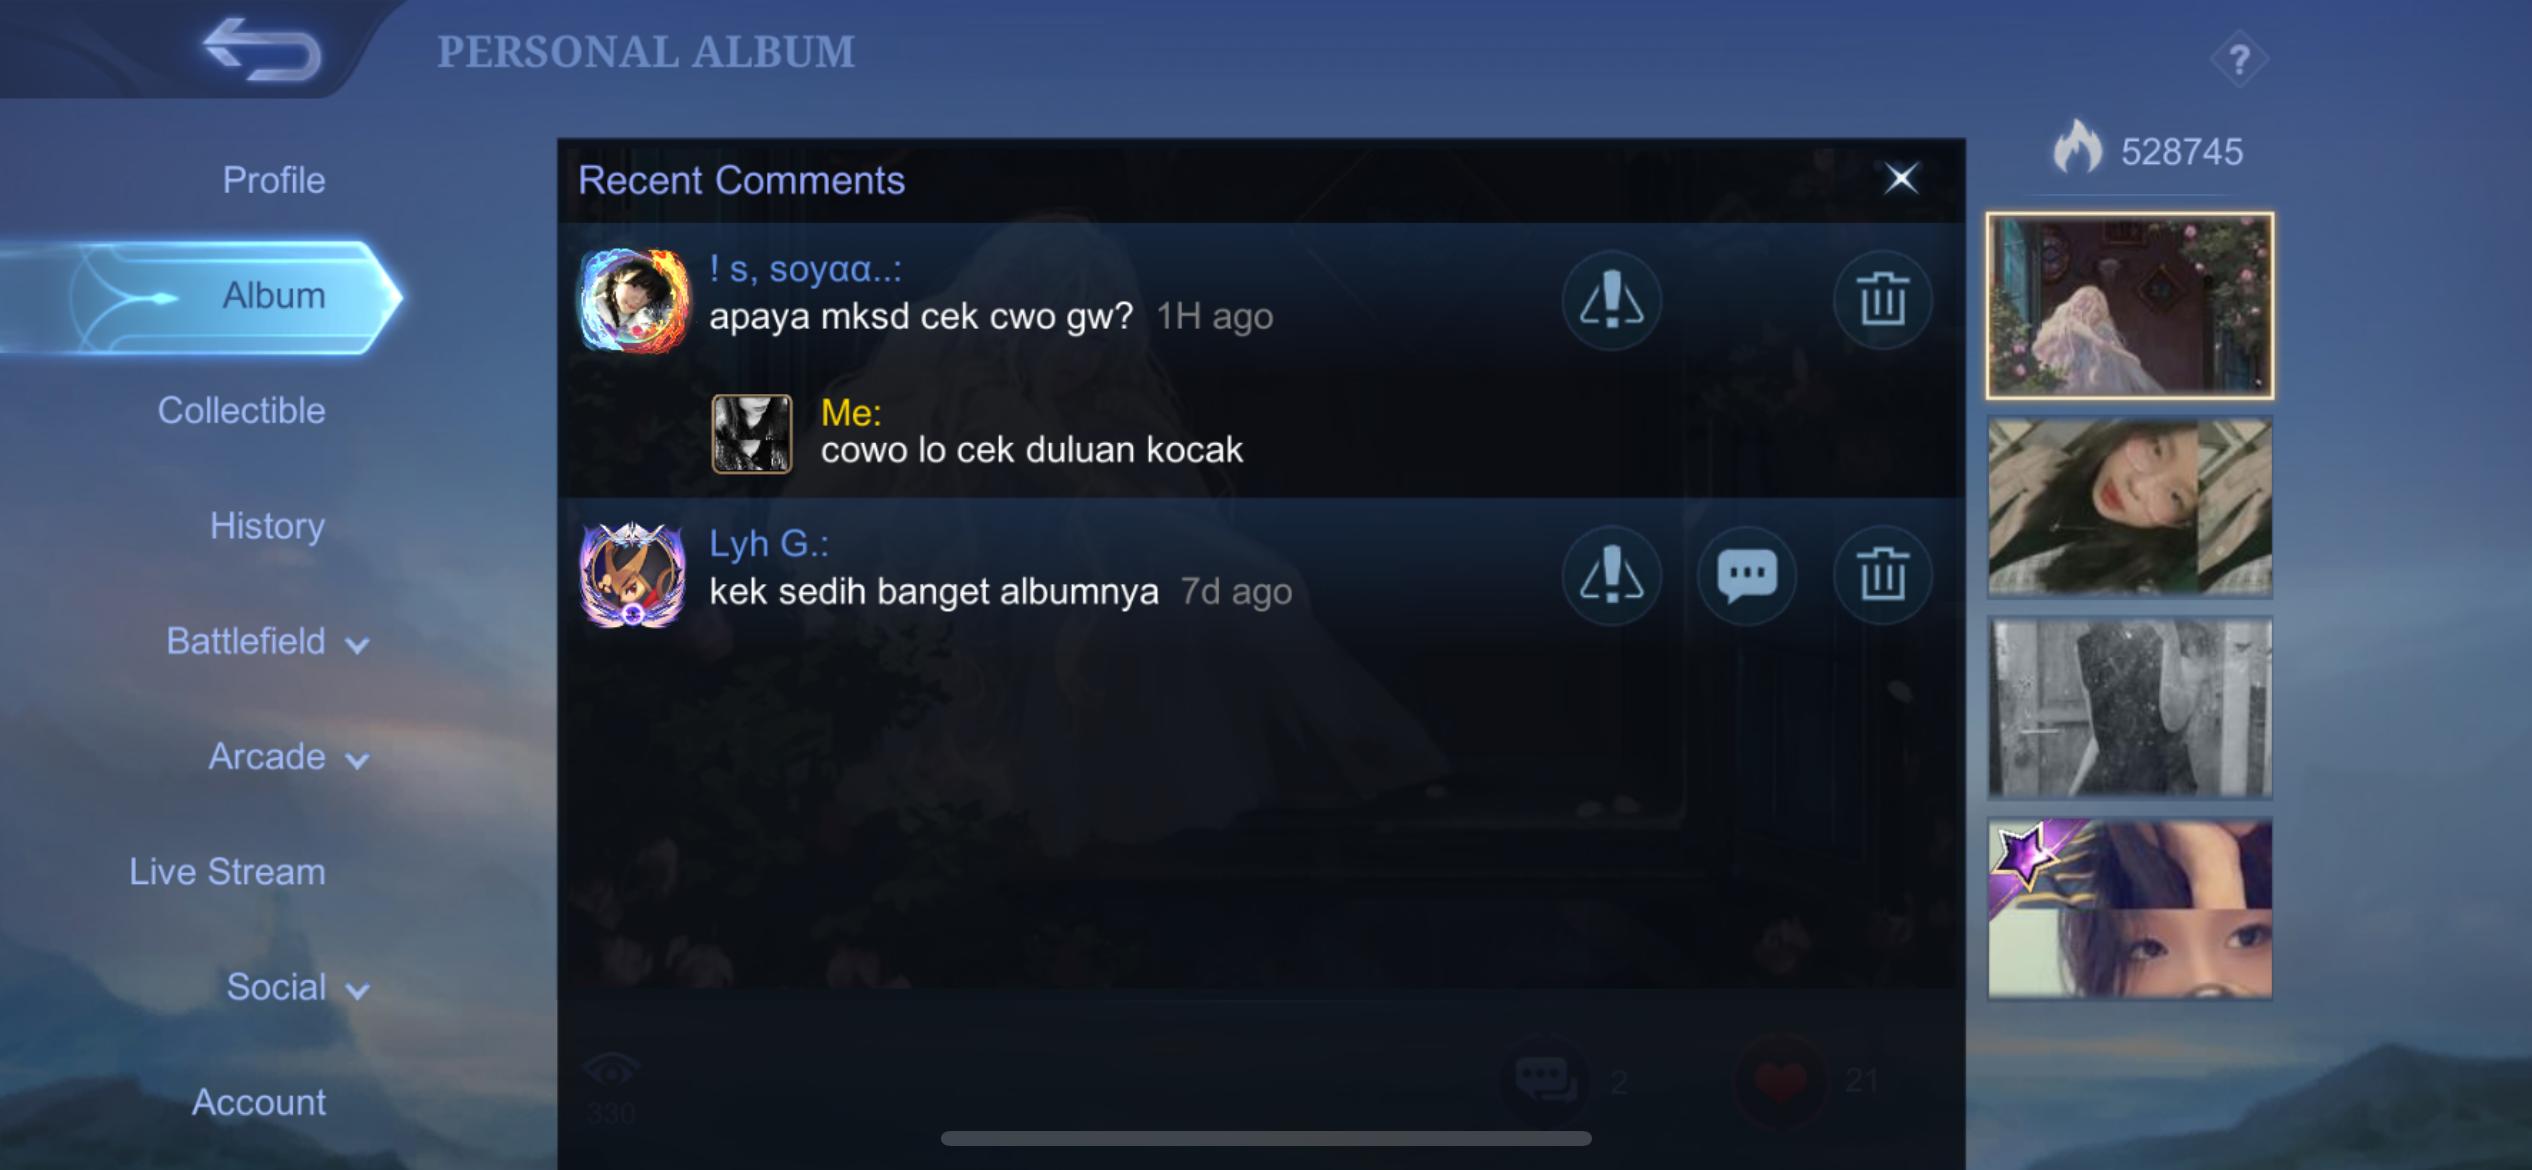 PERSONAL ALBUM
?
528745
Profile
Album
Collectible
History
Battlefield
Arcade
Live Stream
Social
Account
Recent Comments
! s, soyαα..:
apaya mksd cek cwo gw? 1H ago
Me:
cowo lo cek duluan kocak
Lyh G.:
kek sedih banget albumnya 7d ago
330
2
21